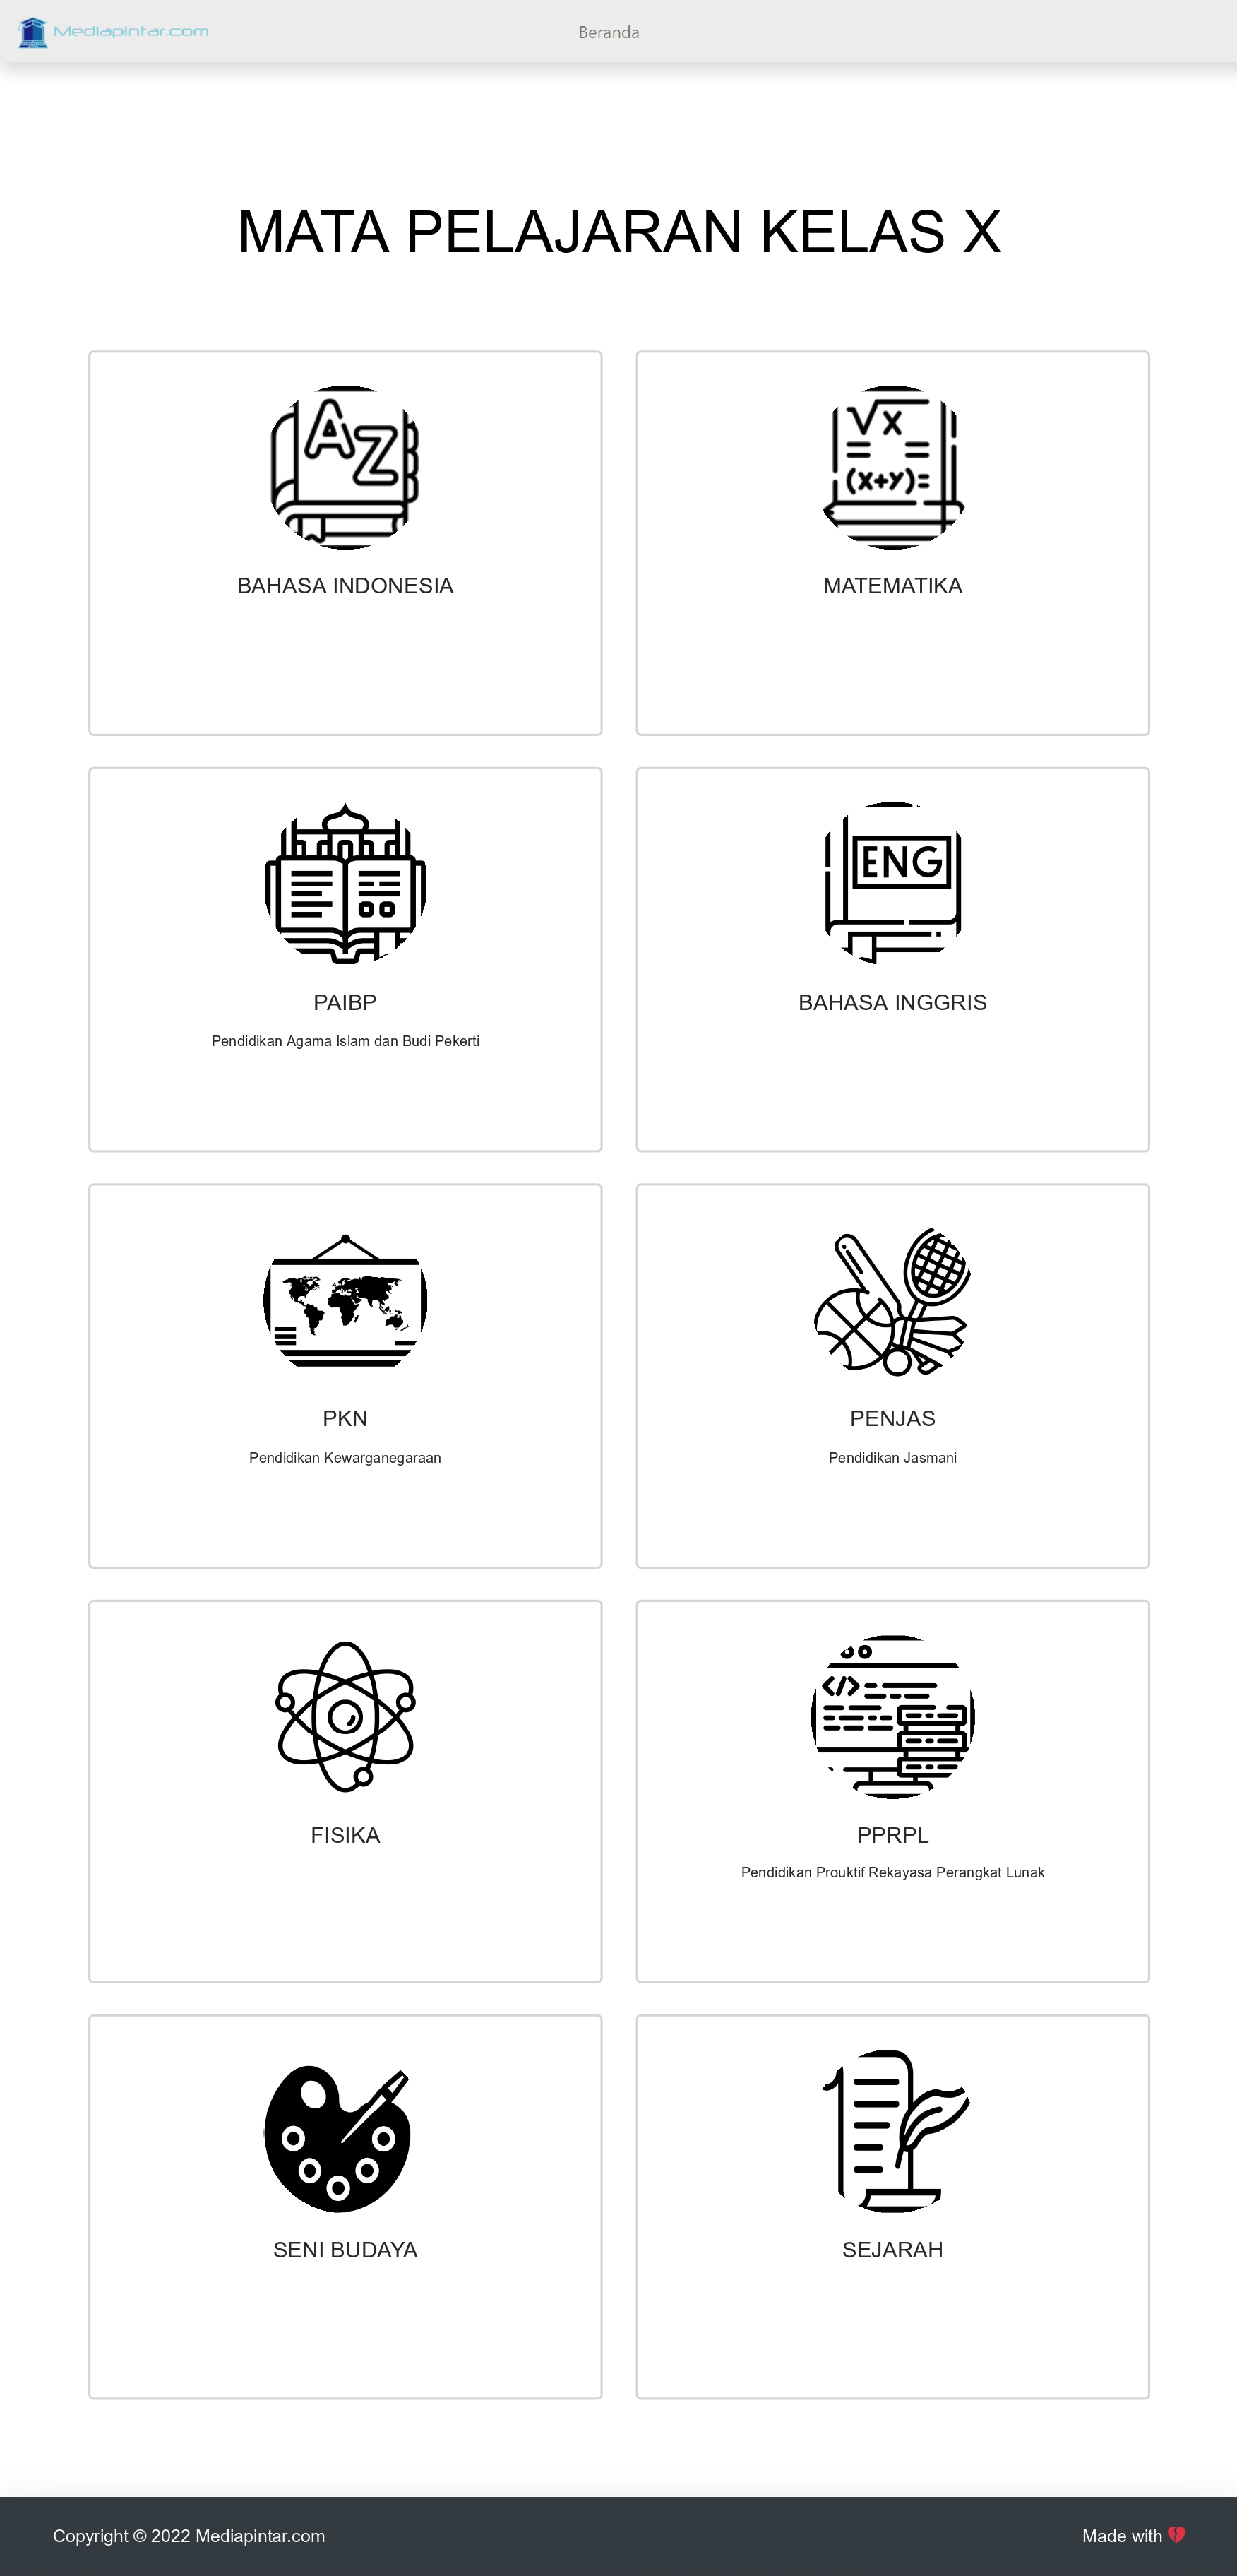 Mediapintar.com
Beranda
MATA PELAJARAN KELAS X
AZ
BAHASA INDONESIA
√x
= =
(x+y)=
MATEMATIKA
PAIBP
Pendidikan Agama Islam dan Budi Pekerti
ENG
BAHASA INGGRIS
PKN
Pendidikan Kewarganegaraan
PENJAS
Pendidikan Jasmani
FISIKA
</>
PPRPL
Pendidikan Prouktif Rekayasa Perangkat Lunak
SENI BUDAYA
SEJARAH
Copyright © 2022 Mediapintar.com
Made with 💔